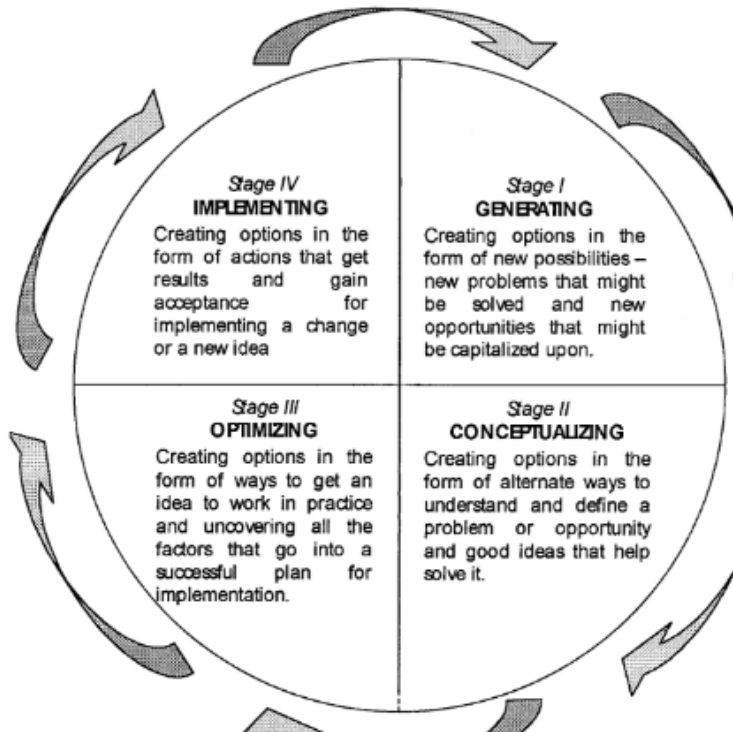 Stage IV
IMPLEMENTING
Creating options in the
form of actions that get
results and gain
acceptance for
implementing a change
or a new idea
Stage I
GENERATING
Creating options in the
form of new possibilities –
new problems that might
be solved and new
opportunities that might
be capitalized upon.
Stage III
OPTIMIZING
Creating options in the
form of ways to get an
idea to work in practice
and uncovering all the
factors that go into a
successful plan for
implementation.
Stage II
CONCEPTUALIZING
Creating options in the
form of alternate ways to
understand and define a
problem or opportunity
and good ideas that help
solve it.